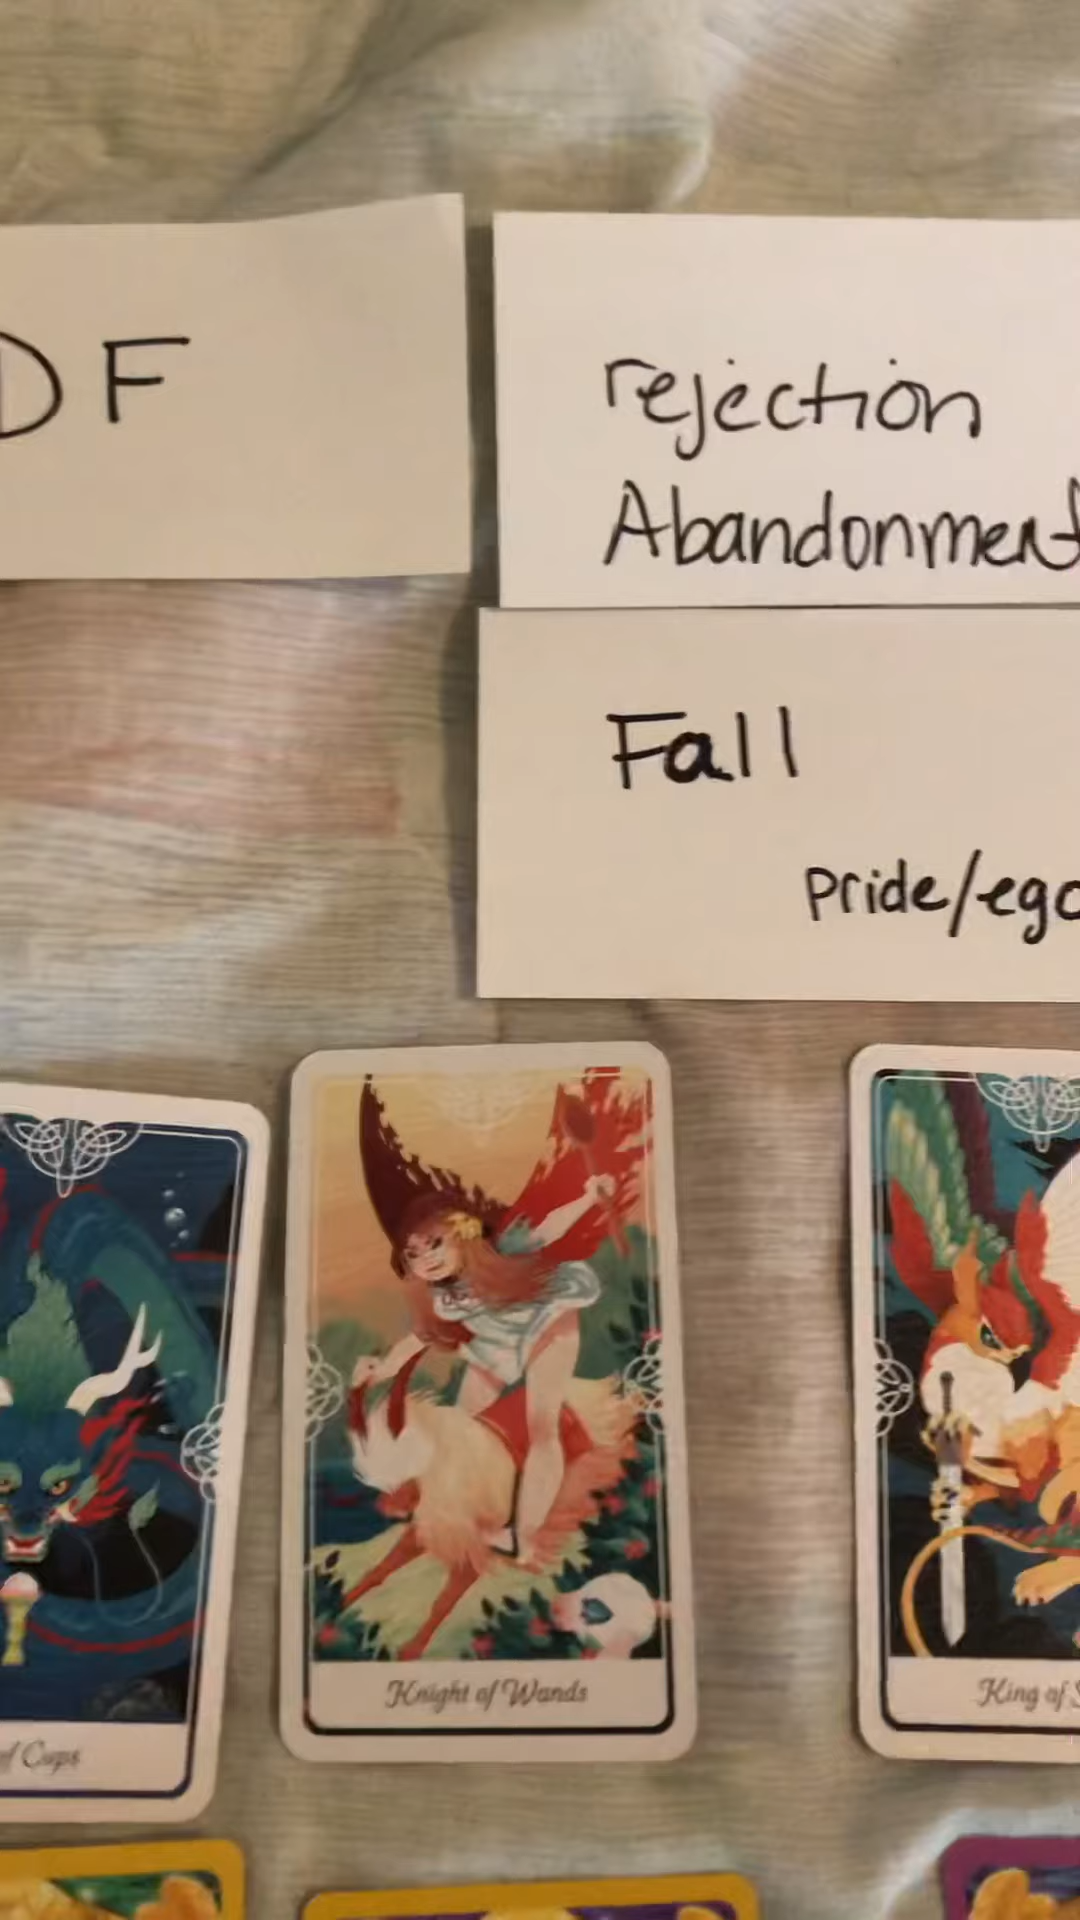 DF
rejection
Abandonment
Fall
pride/ego
of Cups
Knight of Wands
King of